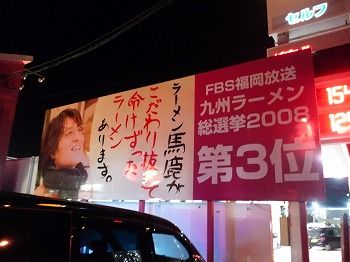 セルフ
ラーメン馬鹿が
こだわり抜いて
命けずった
ラーメン
あります。
FBS福岡放送
九州ラーメン
総選挙2008
第3位